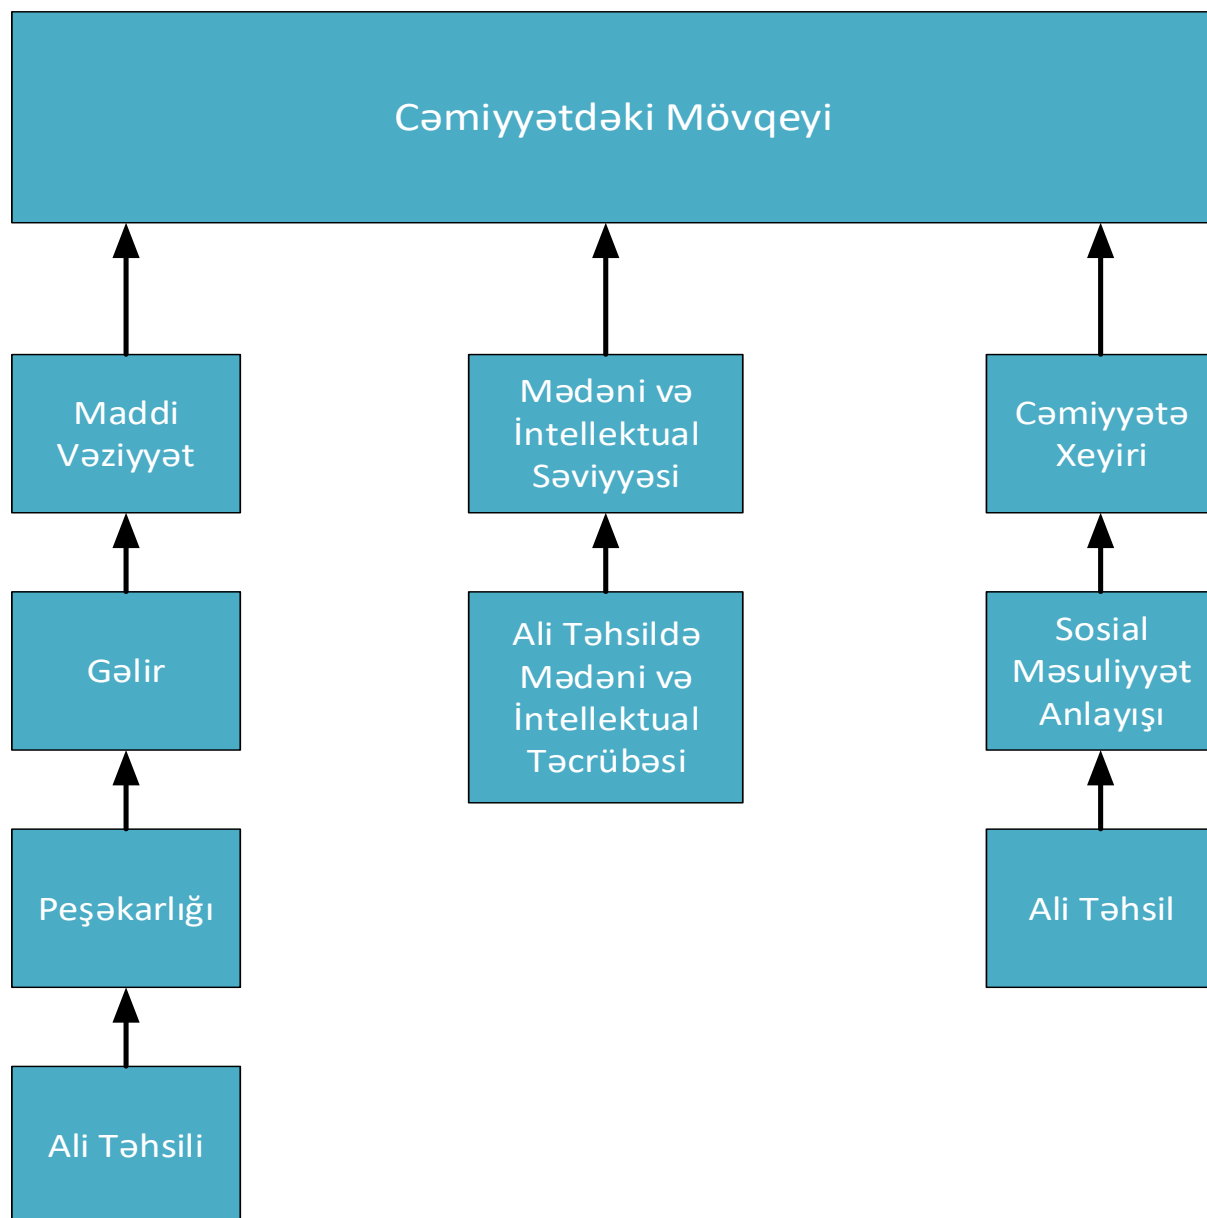 Cəmiyyətdəki Mövqeyi
Maddi
Vəziyyət
Mədəni və
İntellektual
Səviyyəsi
Cəmiyyətə
Xeyiri
Gəlir
Ali Təhsildə
Mədəni və
İntellektual
Təcrübəsi
Sosial
Məsuliyyət
Anlayışı
Peşəkarlığı
Ali Təhsil
Ali Təhsili